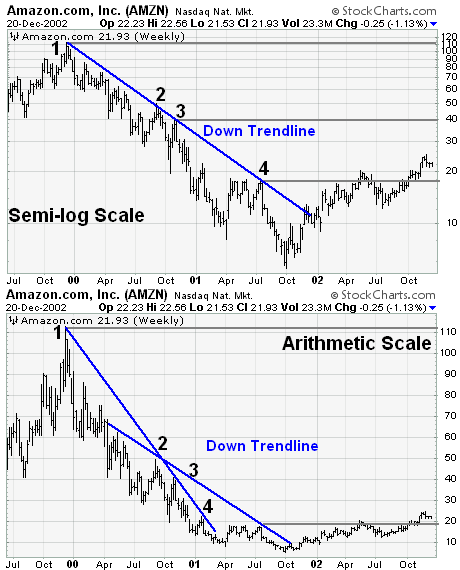 Amazon.com, Inc. (AMZN) Nasdaq Nat. Mkt. © StockCharts.com
20-Dec-2002 Op 22.23 Hi 22.56 Lo 21.53 Cl 21.93 Vol 23.3M Chg -0.25 (-1.13%)
Amazon.com 21.93 (Weekly)
120
110
100
90
80
70
60
50
40
30
20
10
1
2
3
4
Down Trendline
Semi-log Scale
Jul Oct 00 Apr Jul Oct 01 Apr Jul Oct 02 Apr Jul Oct
Amazon.com, Inc. (AMZN) Nasdaq Nat. Mkt. © StockCharts.com
20-Dec-2002 Op 22.23 Hi 22.56 Lo 21.53 Cl 21.93 Vol 23.3M Chg -0.25 (-1.13%)
Amazon.com 21.93 (Weekly)
Arithmetic Scale
110
100
90
80
70
60
50
40
30
20
10
1
2
3
4
Down Trendline
Jul Oct 00 Apr Jul Oct 01 Apr Jul Oct 02 Apr Jul Oct